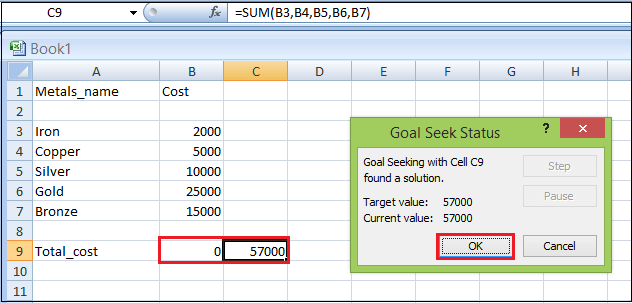 C9 fx =SUM(B3,B4,B5,B6,B7)
Book1
A B C D E F G H
1 Metals_name Cost
2
3 Iron 2000
4 Copper 5000
5 Silver 10000
6 Gold 25000
7 Bronze 15000
8
9 Total_cost 0 57000
10
11
Goal Seek Status ?
Goal Seeking with Cell C9
found a solution.
Step
Target value: 57000
Pause
Current value: 57000
OK Cancel